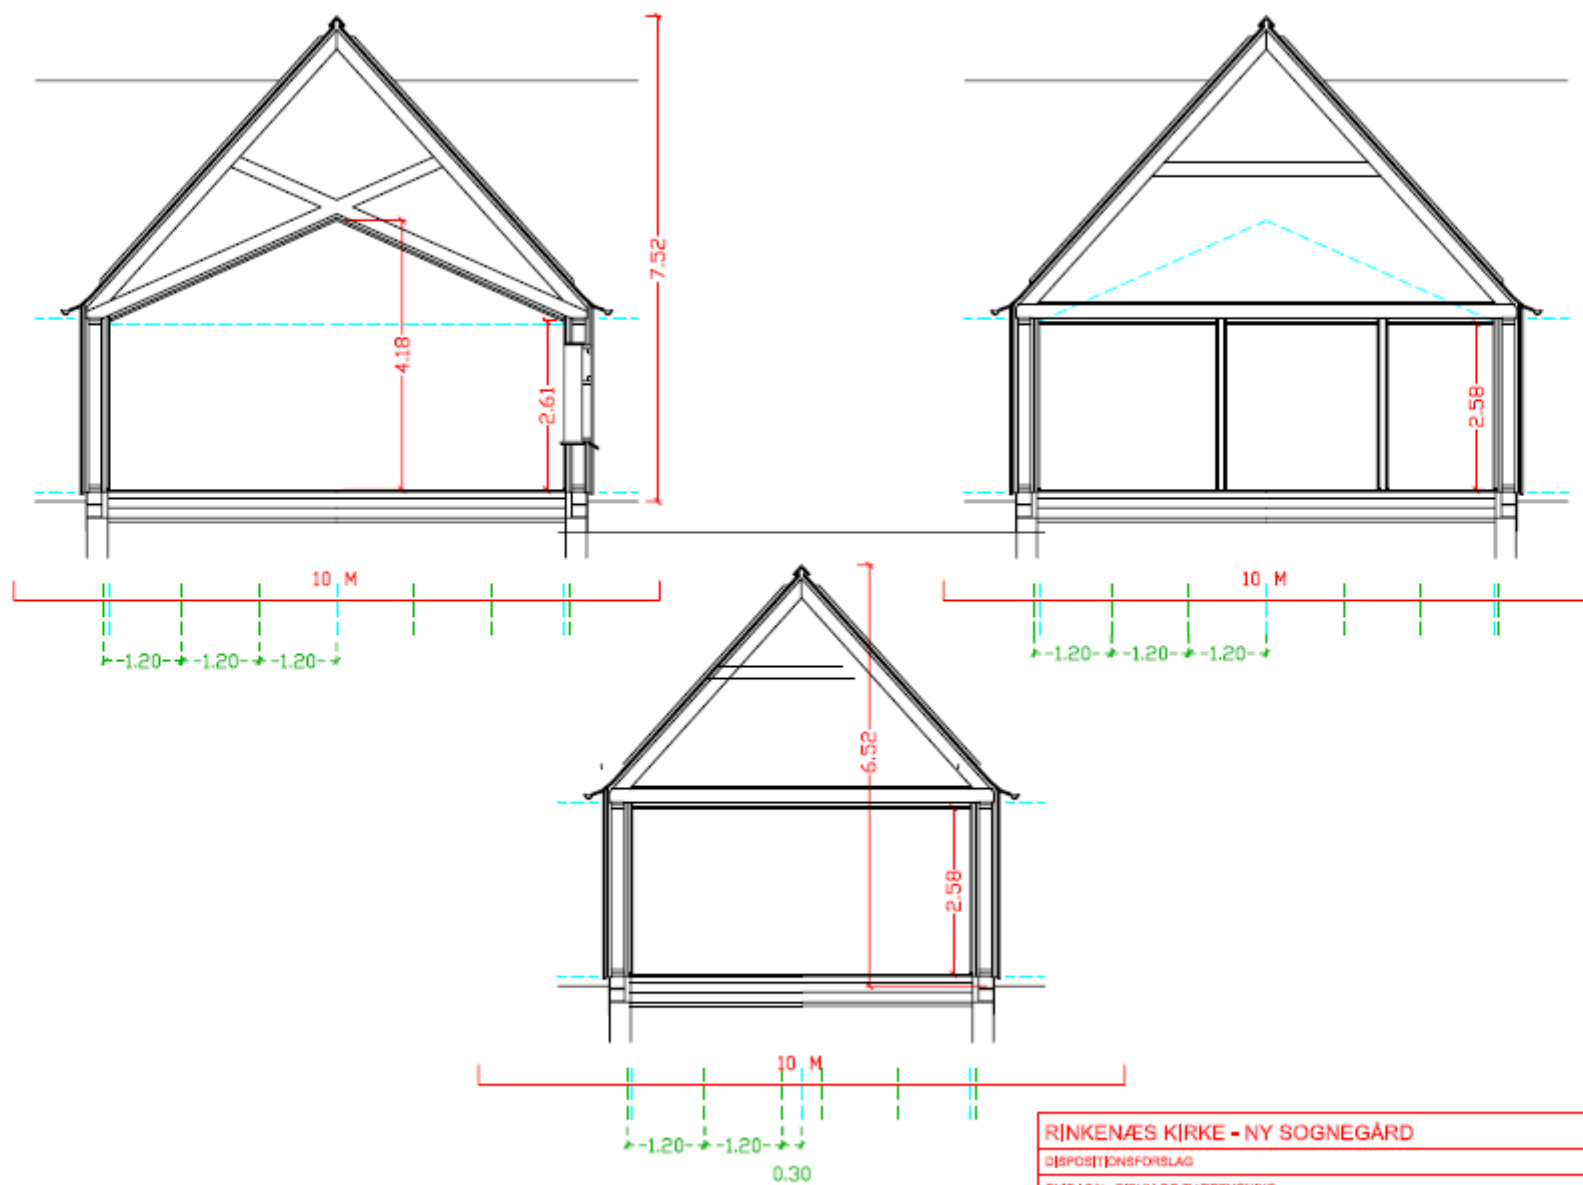 7.52
4.18
2.61
2.58
10 M
10 M
-1.20- -1.20- -1.20-
-1.20- -1.20- -1.20-
6.52
2.58
10 M
-1.20- -1.20-
0.30
RINKENÆS KIRKE - NY SOGNEGÅRD
DISPOSITIONSFORSLAG